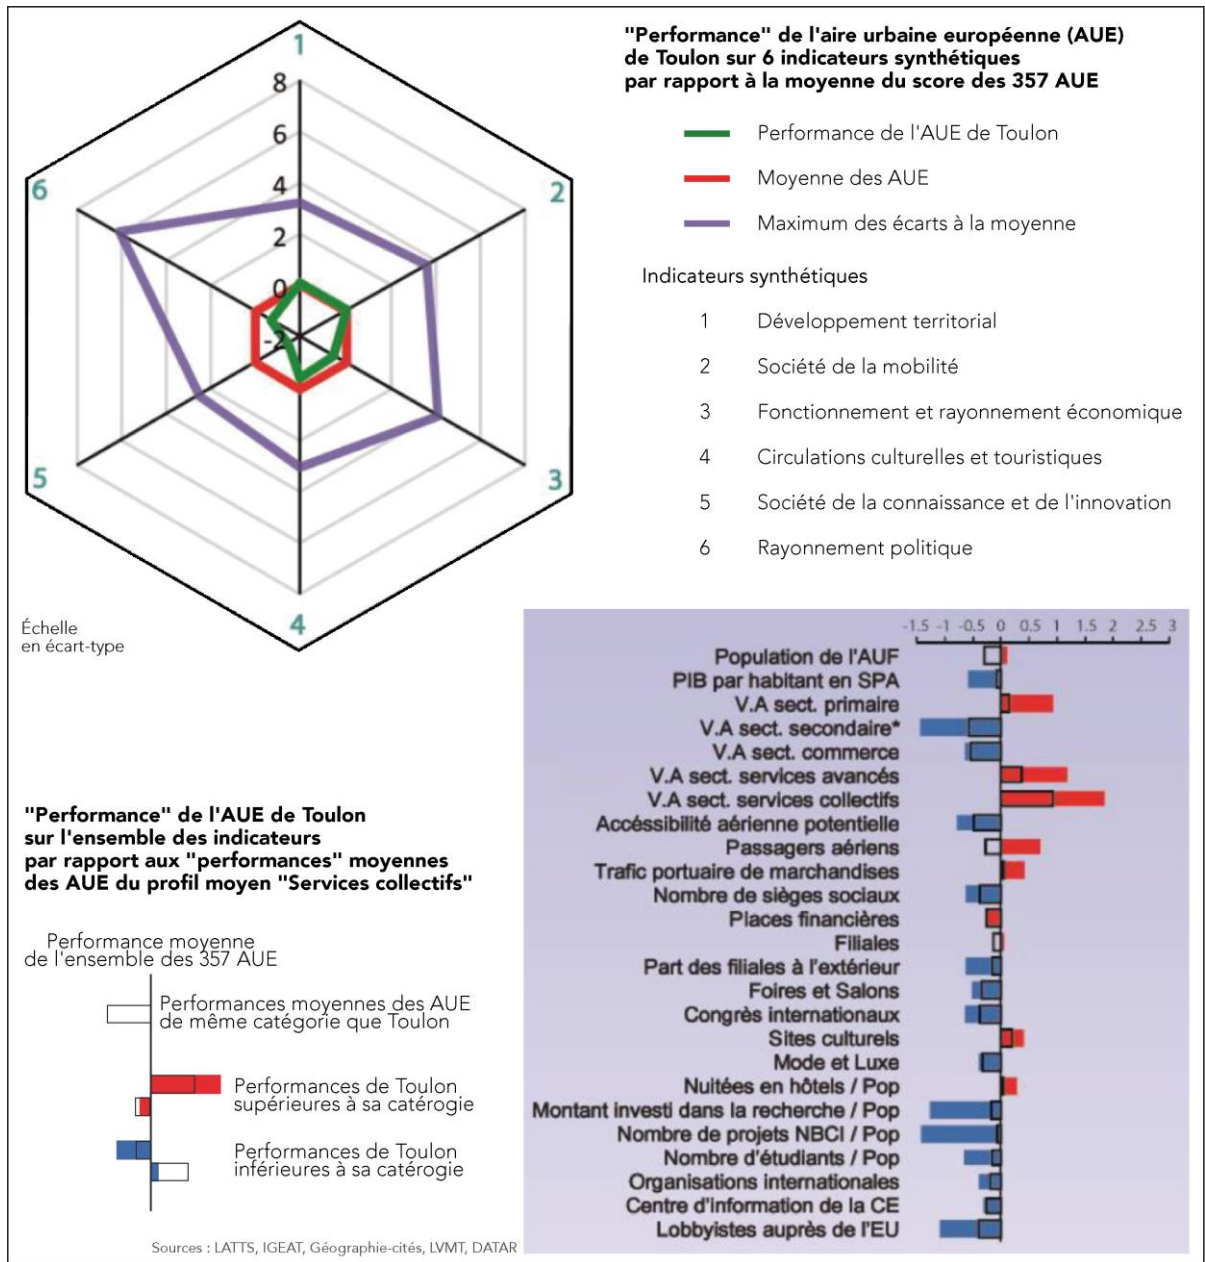 "Performance" de l'aire urbaine européenne (AUE)
de Toulon sur 6 indicateurs synthétiques
par rapport à la moyenne du score des 357 AUE
Performance de l'AUE de Toulon
Moyenne des AUE
Maximum des écarts à la moyenne
Indicateurs synthétiques
1 Développement territorial
2 Société de la mobilité
3 Fonctionnement et rayonnement économique
4 Circulations culturelles et touristiques
5 Société de la connaissance et de l'innovation
6 Rayonnement politique
1
2
3
4
5
6
8
6
4
2
0
-2
Échelle
en écart-type
"Performance" de l'AUE de Toulon
sur l'ensemble des indicateurs
par rapport aux "performances" moyennes
des AUE du profil moyen "Services collectifs"
Performance moyenne
de l'ensemble des 357 AUE
Performances moyennes des AUE
de même catégorie que Toulon
Performances de Toulon
supérieures à sa catérogie
Performances de Toulon
inférieures à sa catérogie
Sources : LATTS, IGEAT, Géographie-cités, LVMT, DATAR
-1.5 -1 -0.5 0 0.5 1 1.5 2 2.5 3
Population de l'AUF
PIB par habitant en SPA
V.A sect. primaire
V.A sect. secondaire*
V.A sect. commerce
V.A sect. services avancés
V.A sect. services collectifs
Accéssibilité aérienne potentielle
Passagers aériens
Trafic portuaire de marchandises
Nombre de sièges sociaux
Places financières
Filiales
Part des filiales à l'extérieur
Foires et Salons
Congrès internationaux
Sites culturels
Mode et Luxe
Nuitées en hôtels / Pop
Montant investi dans la recherche / Pop
Nombre de projets NBCI / Pop
Nombre d'étudiants / Pop
Organisations internationales
Centre d'information de la CE
Lobbyistes auprès de l'EU